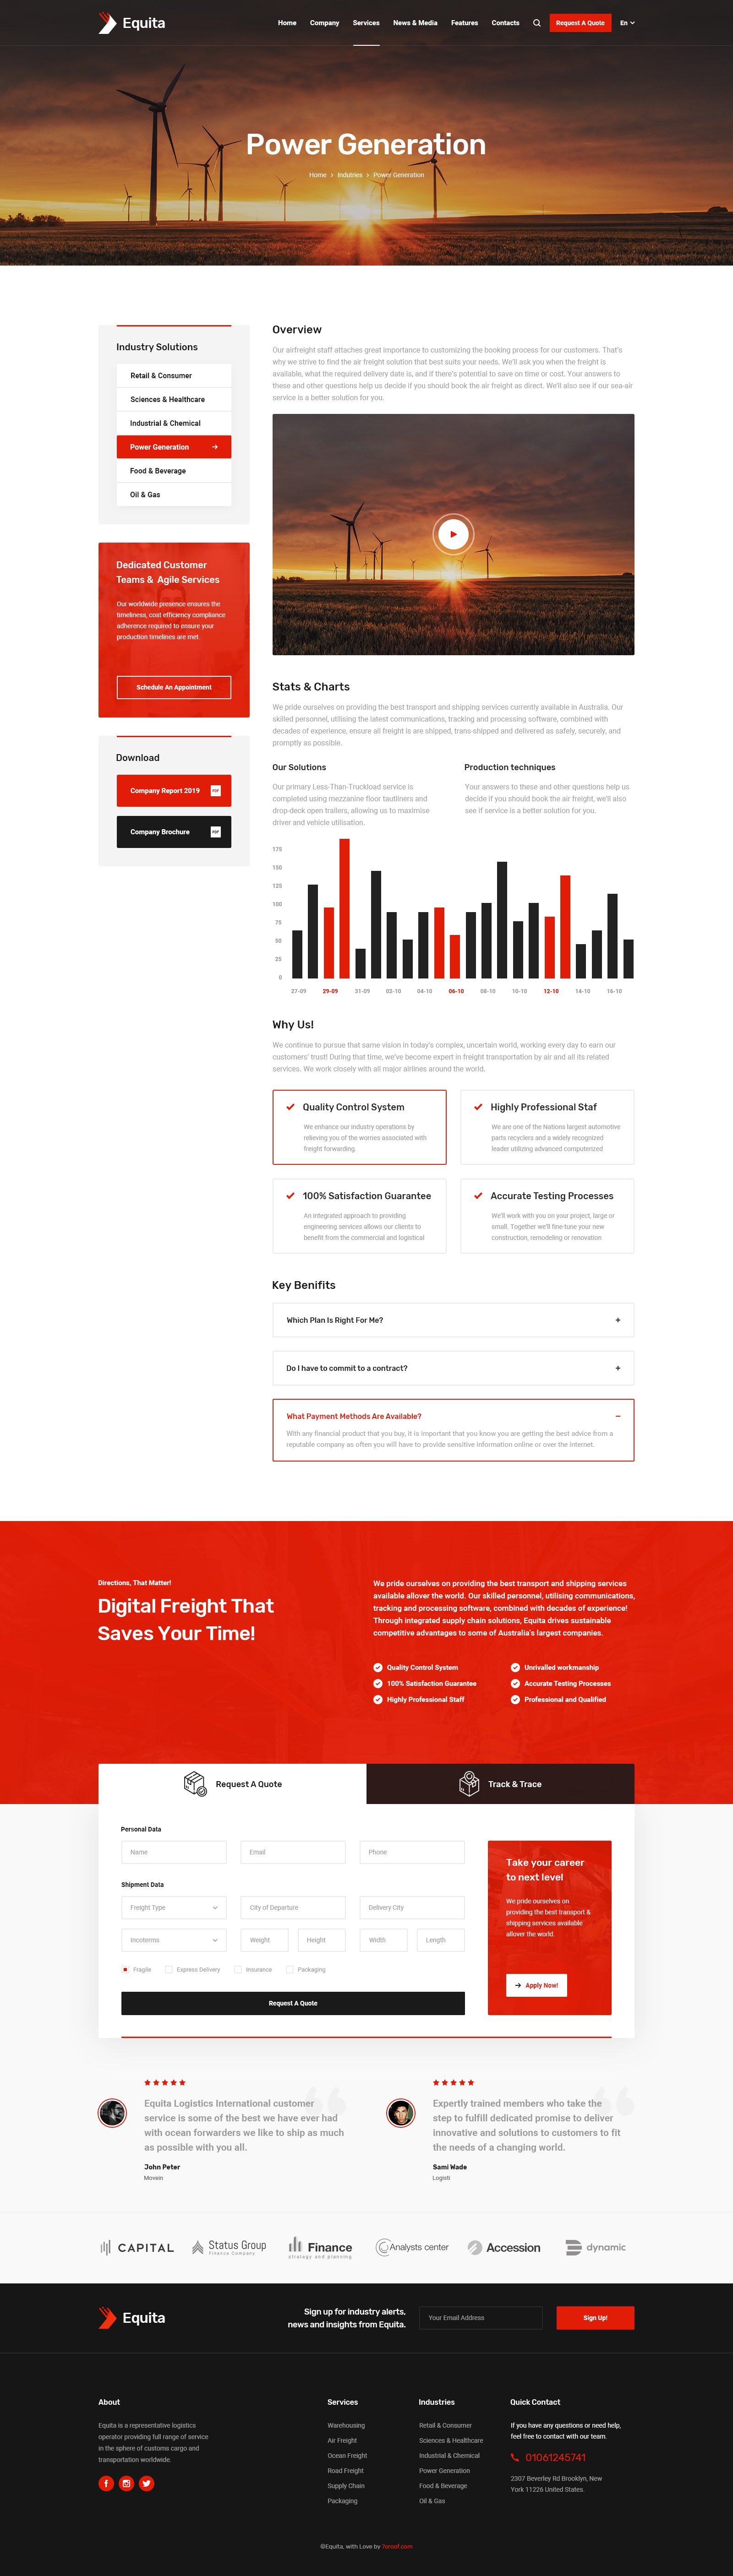 Equita
Home Company Services News & Media Features Contacts Request A Quote En
Power Generation
Home › Indutries › Power Generation
Industry Solutions
Retail & Consumer
Sciences & Healthcare
Industrial & Chemical
Power Generation
Food & Beverage
Oil & Gas
Dedicated Customer
Teams & Agile Services
Our worldwide presence ensures the
timeliness, cost efficiency compliance
adherence required to ensure your
production timelines are met.
Schedule An Appointment
Download
Company Report 2019 PDF
Company Brochure PDF
Overview
Our airfreight staff attaches great importance to customizing the booking process for our customers. That's
why we strive to find the air freight solution that best suits your needs. We'll ask you when the freight is
available, what the required delivery date is, and if there's potential to save on time or cost. Your answers to
these and other questions help us decide if you should book the air freight as direct. We'll also see if our sea-air
service is a better solution for you.
Stats & Charts
We pride ourselves on providing the best transport and shipping services currently available in Australia. Our
skilled personnel, utilising the latest communications, tracking and processing software, combined with
decades of experience, ensure all freight is are shipped, trans-shipped and delivered as safely, securely, and
promptly as possible.
Our Solutions
Our primary Less-Than-Truckload service is
completed using mezzanine floor tautliners and
drop-deck open trailers, allowing us to maximise
driver and vehicle utilisation.
Production techniques
Your answers to these and other questions help us
decide if you should book the air freight, we'll also
see if service is a better solution for you.
175
150
125
100
75
50
25
0
27-09 29-09 31-09 02-10 04-10 06-10 08-10 10-10 12-10 14-10 16-10
Why Us!
We continue to pursue that same vision in today's complex, uncertain world, working every day to earn our
customers' trust! During that time, we've become expert in freight transportation by air and all its related
services. We work closely with all major airlines around the world.
Quality Control System
We enhance our industry operations by
relieving you of the worries associated with
freight forwarding.
Highly Professional Staf
We are one of the Nations largest automotive
parts recyclers and a widely recognized
leader utilizing advanced computerized
100% Satisfaction Guarantee
An integrated approach to providing
engineering services allows our clients to
benefit from the commercial and logistical
Accurate Testing Processes
We'll work with you on your project, large or
small. Together we'll fine-tune your new
construction, remodeling or renovation
Key Benifits
Which Plan Is Right For Me? +
Do I have to commit to a contract? +
What Payment Methods Are Available? −
With any financial product that you buy, it is important that you know you are getting the best advice from a
reputable company as often you will have to provide sensitive information online or over the internet.
Directions, That Matter!
Digital Freight That
Saves Your Time!
We pride ourselves on providing the best transport and shipping services
available allover the world. Our skilled personnel, utilising communications,
tracking and processing software, combined with decades of experience!
Through integrated supply chain solutions, Equita drives sustainable
competitive advantages to some of Australia's largest companies.
Quality Control System
100% Satisfaction Guarantee
Highly Professional Staff
Unrivalled workmanship
Accurate Testing Processes
Professional and Qualified
Request A Quote
Track & Trace
Personal Data
Name Email Phone
Shipment Data
Freight Type City of Departure Delivery City
Incoterms Weight Height Width Length
Fragile Express Delivery Insurance Packaging
Request A Quote
Take your career
to next level
We pride ourselves on
providing the best transport &
shipping services available
allover the world.
Apply Now!
Equita Logistics International customer
service is some of the best we have ever had
with ocean forwarders we like to ship as much
as possible with you all.
John Peter
Movein
Expertly trained members who take the
step to fulfill dedicated promise to deliver
innovative and solutions to customers to fit
the needs of a changing world.
Sami Wade
Logisti
CAPITAL
Status Group
Finance Company
Finance
strategy and planning
Analysts center
Accession
dynamic
Equita
Sign up for industry alerts,
news and insights from Equita.
Your Email Address
Sign Up!
About
Equita is a representative logistics
operator providing full range of service
in the sphere of customs cargo and
transportation worldwide.
Services
Warehousing
Air Freight
Ocean Freight
Road Freight
Supply Chain
Packaging
Industries
Retail & Consumer
Sciences & Healthcare
Industrial & Chemical
Power Generation
Food & Beverage
Oil & Gas
Quick Contact
If you have any questions or need help,
feel free to contact with our team.
01061245741
2307 Beverley Rd Brooklyn, New
York 11226 United States.
©Equita, with Love by 7oroof.com